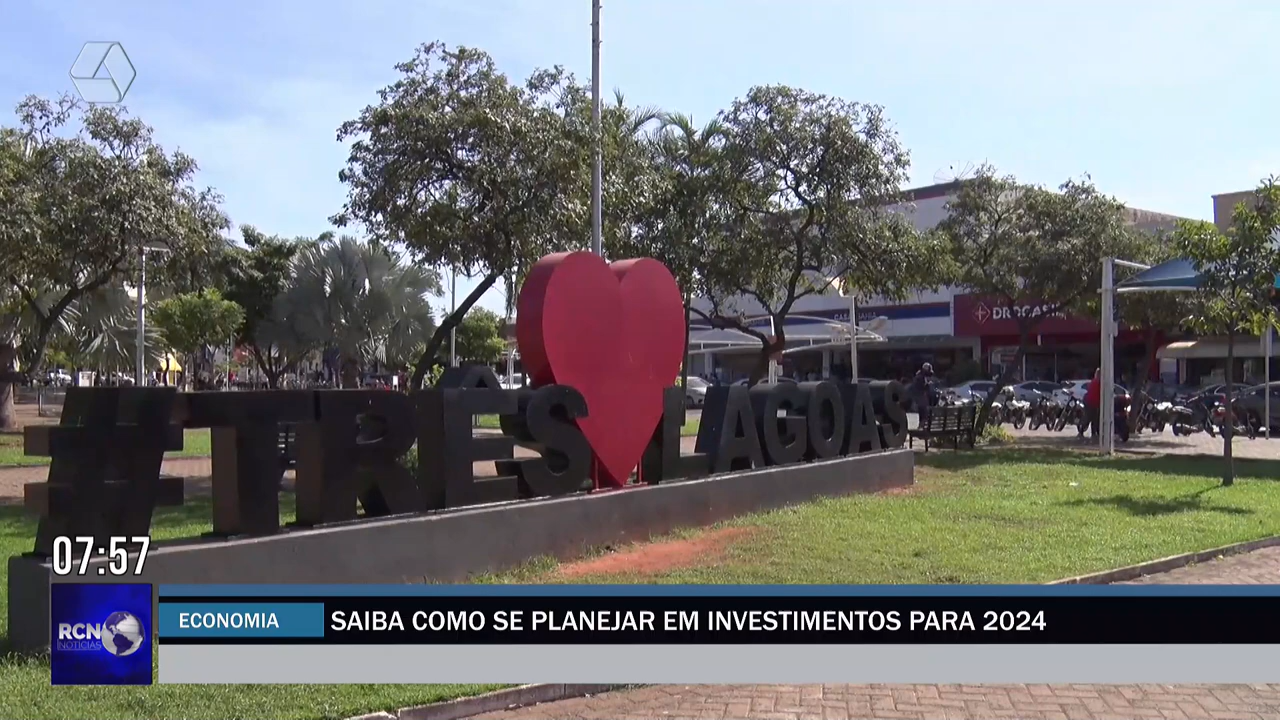 DROGASIL
#TRÊS LAGOAS
07:57
RCN
NOTÍCIAS
ECONOMIA
SAIBA COMO SE PLANEJAR EM INVESTIMENTOS PARA 2024